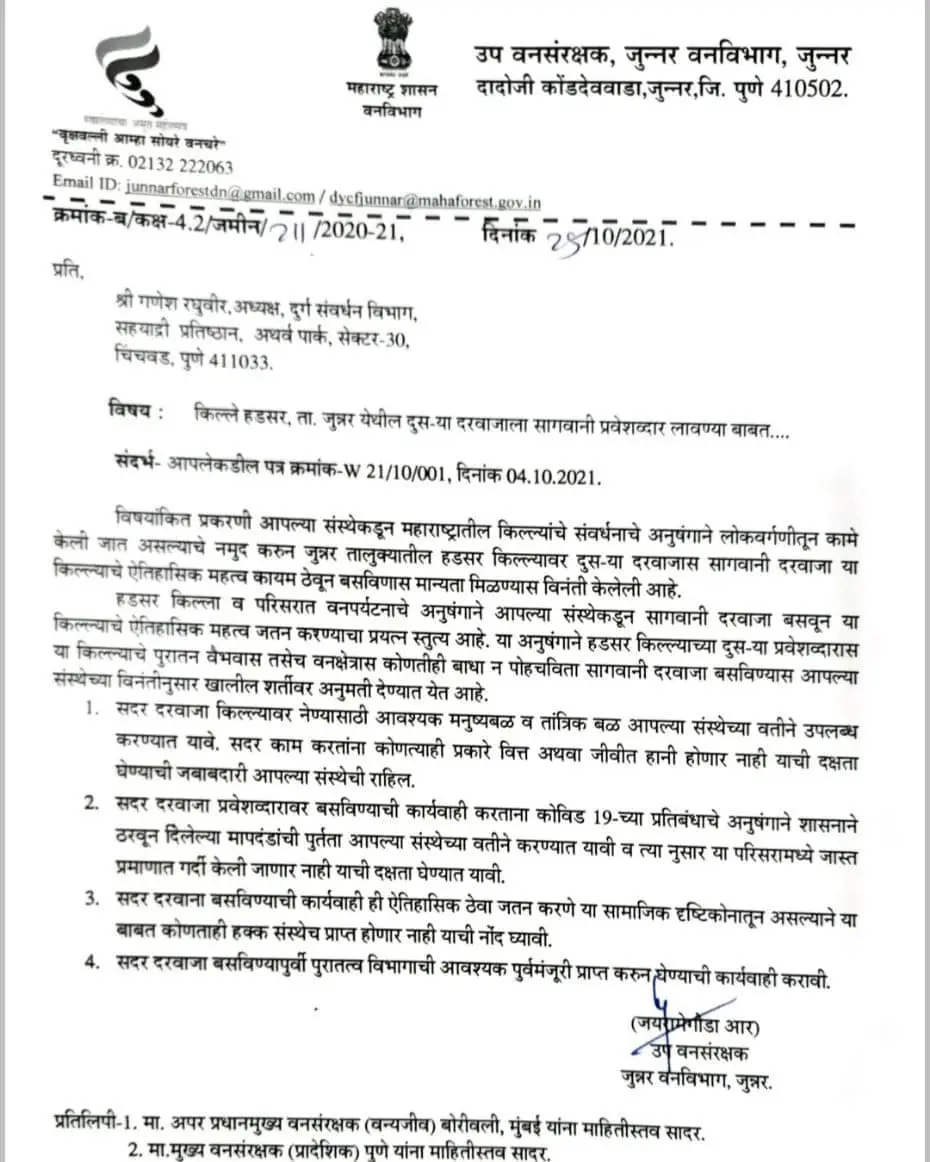 उप वनसंरक्षक, जुन्नर वनविभाग, जुन्नर
दादोजी कोंडदेववाडा,जुन्नर,जि. पुणे 410502.
महाराष्ट्र शासन
वनविभाग
"वृक्षवल्ली आम्हा सोयरे वनचरे"
दूरध्वनी क्र. 02132 222063
Email ID: junnarforestdn@gmail.com / dycfjunnar@mahaforest.gov.in
क्रमांक-ब/कक्ष-4.2/जमीन/211/2020-21, दिनांक /10/2021.
प्रति,
श्री गणेश रघुवीर,अध्यक्ष, दुर्ग संवर्धन विभाग,
सहयाद्री प्रतिष्ठान, अथर्व पार्क, सेक्टर-30,
चिंचवड, पुणे 411033.
विषय : किल्ले हडसर, ता. जुन्नर येथील दुस-या दरवाजाला सागवानी प्रवेशव्दार लावण्या बाबत....
संदर्भ- आपलेकडील पत्र क्रमांक-W 21/10/001, दिनांक 04.10.2021.
विषयांकित प्रकरणी आपल्या संस्थेकडून महाराष्ट्रातील किल्ल्यांचे संवर्धनाचे अनुषंगाने लोकवर्गणीतून कामे
केली जात असल्याचे नमुद करुन जुन्नर तालुक्यातील हडसर किल्ल्यावर दुस-या दरवाजास सागवानी दरवाजा या
किल्ल्याचे ऐतिहासिक महत्व कायम ठेवून बसविणास मान्यता मिळण्यास विनंती केलेली आहे.
हडसर किल्ला व परिसरात वनपर्यटनाचे अनुषंगाने आपल्या संस्थेकडून सागवानी दरवाजा बसवून या
किल्ल्याचे ऐतिहासिक महत्व जतन करण्याचा प्रयत्न स्तुत्य आहे. या अनुषंगाने हडसर किल्ल्याच्या दुस-या प्रवेशव्दारास
या किल्ल्याचे पुरातन वैभवास तसेच वनक्षेत्रास कोणतीही बाधा न पोहचविता सागवानी दरवाजा बसविण्यास आपल्या
संस्थेच्या विनंतीनुसार खालील शर्तीवर अनुमती देण्यात येत आहे.
1. सदर दरवाजा किल्ल्यावर नेण्यासाठी आवश्यक मनुष्यबळ व तांत्रिक बळ आपल्या संस्थेच्या वतीने उपलब्ध
करण्यात यावे. सदर काम करतांना कोणत्याही प्रकारे वित्त अथवा जीवीत हानी होणार नाही याची दक्षता
घेण्याची जबाबदारी आपल्या संस्थेची राहिल.
2. सदर दरवाजा प्रवेशव्दारावर बसविण्याची कार्यवाही करताना कोविड 19-च्या प्रतिबंधाचे अनुषंगाने शासनाने
ठरवून दिलेल्या मापदंडांची पुर्तता आपल्या संस्थेच्या वतीने करण्यात यावी व त्या नुसार या परिसरामध्ये जास्त
प्रमाणात गर्दी केली जाणार नाही याची दक्षता घेण्यात यावी.
3. सदर दरवाना बसविण्याची कार्यवाही ही ऐतिहासिक ठेवा जतन करणे या सामाजिक दृष्टिकोनातून असल्याने या
बाबत कोणताही हक्क संस्थेच प्राप्त होणार नाही याची नोंद घ्यावी.
4. सदर दरवाजा बसविण्यापुर्वी पुरातत्व विभागाची आवश्यक पुर्वमंजूरी प्राप्त करुन घेण्याची कार्यवाही करावी.
(जयरामेगौडा आर)
उप वनसंरक्षक
जुन्नर वनविभाग, जुन्नर.
प्रतिलिपी-1. मा. अपर प्रधानमुख्य वनसंरक्षक (वन्यजीव) बोरीवली, मुंबई यांना माहितीस्तव सादर.
2. मा.मुख्य वनसंरक्षक (प्रादेशिक) पुणे यांना माहितीस्तव सादर.